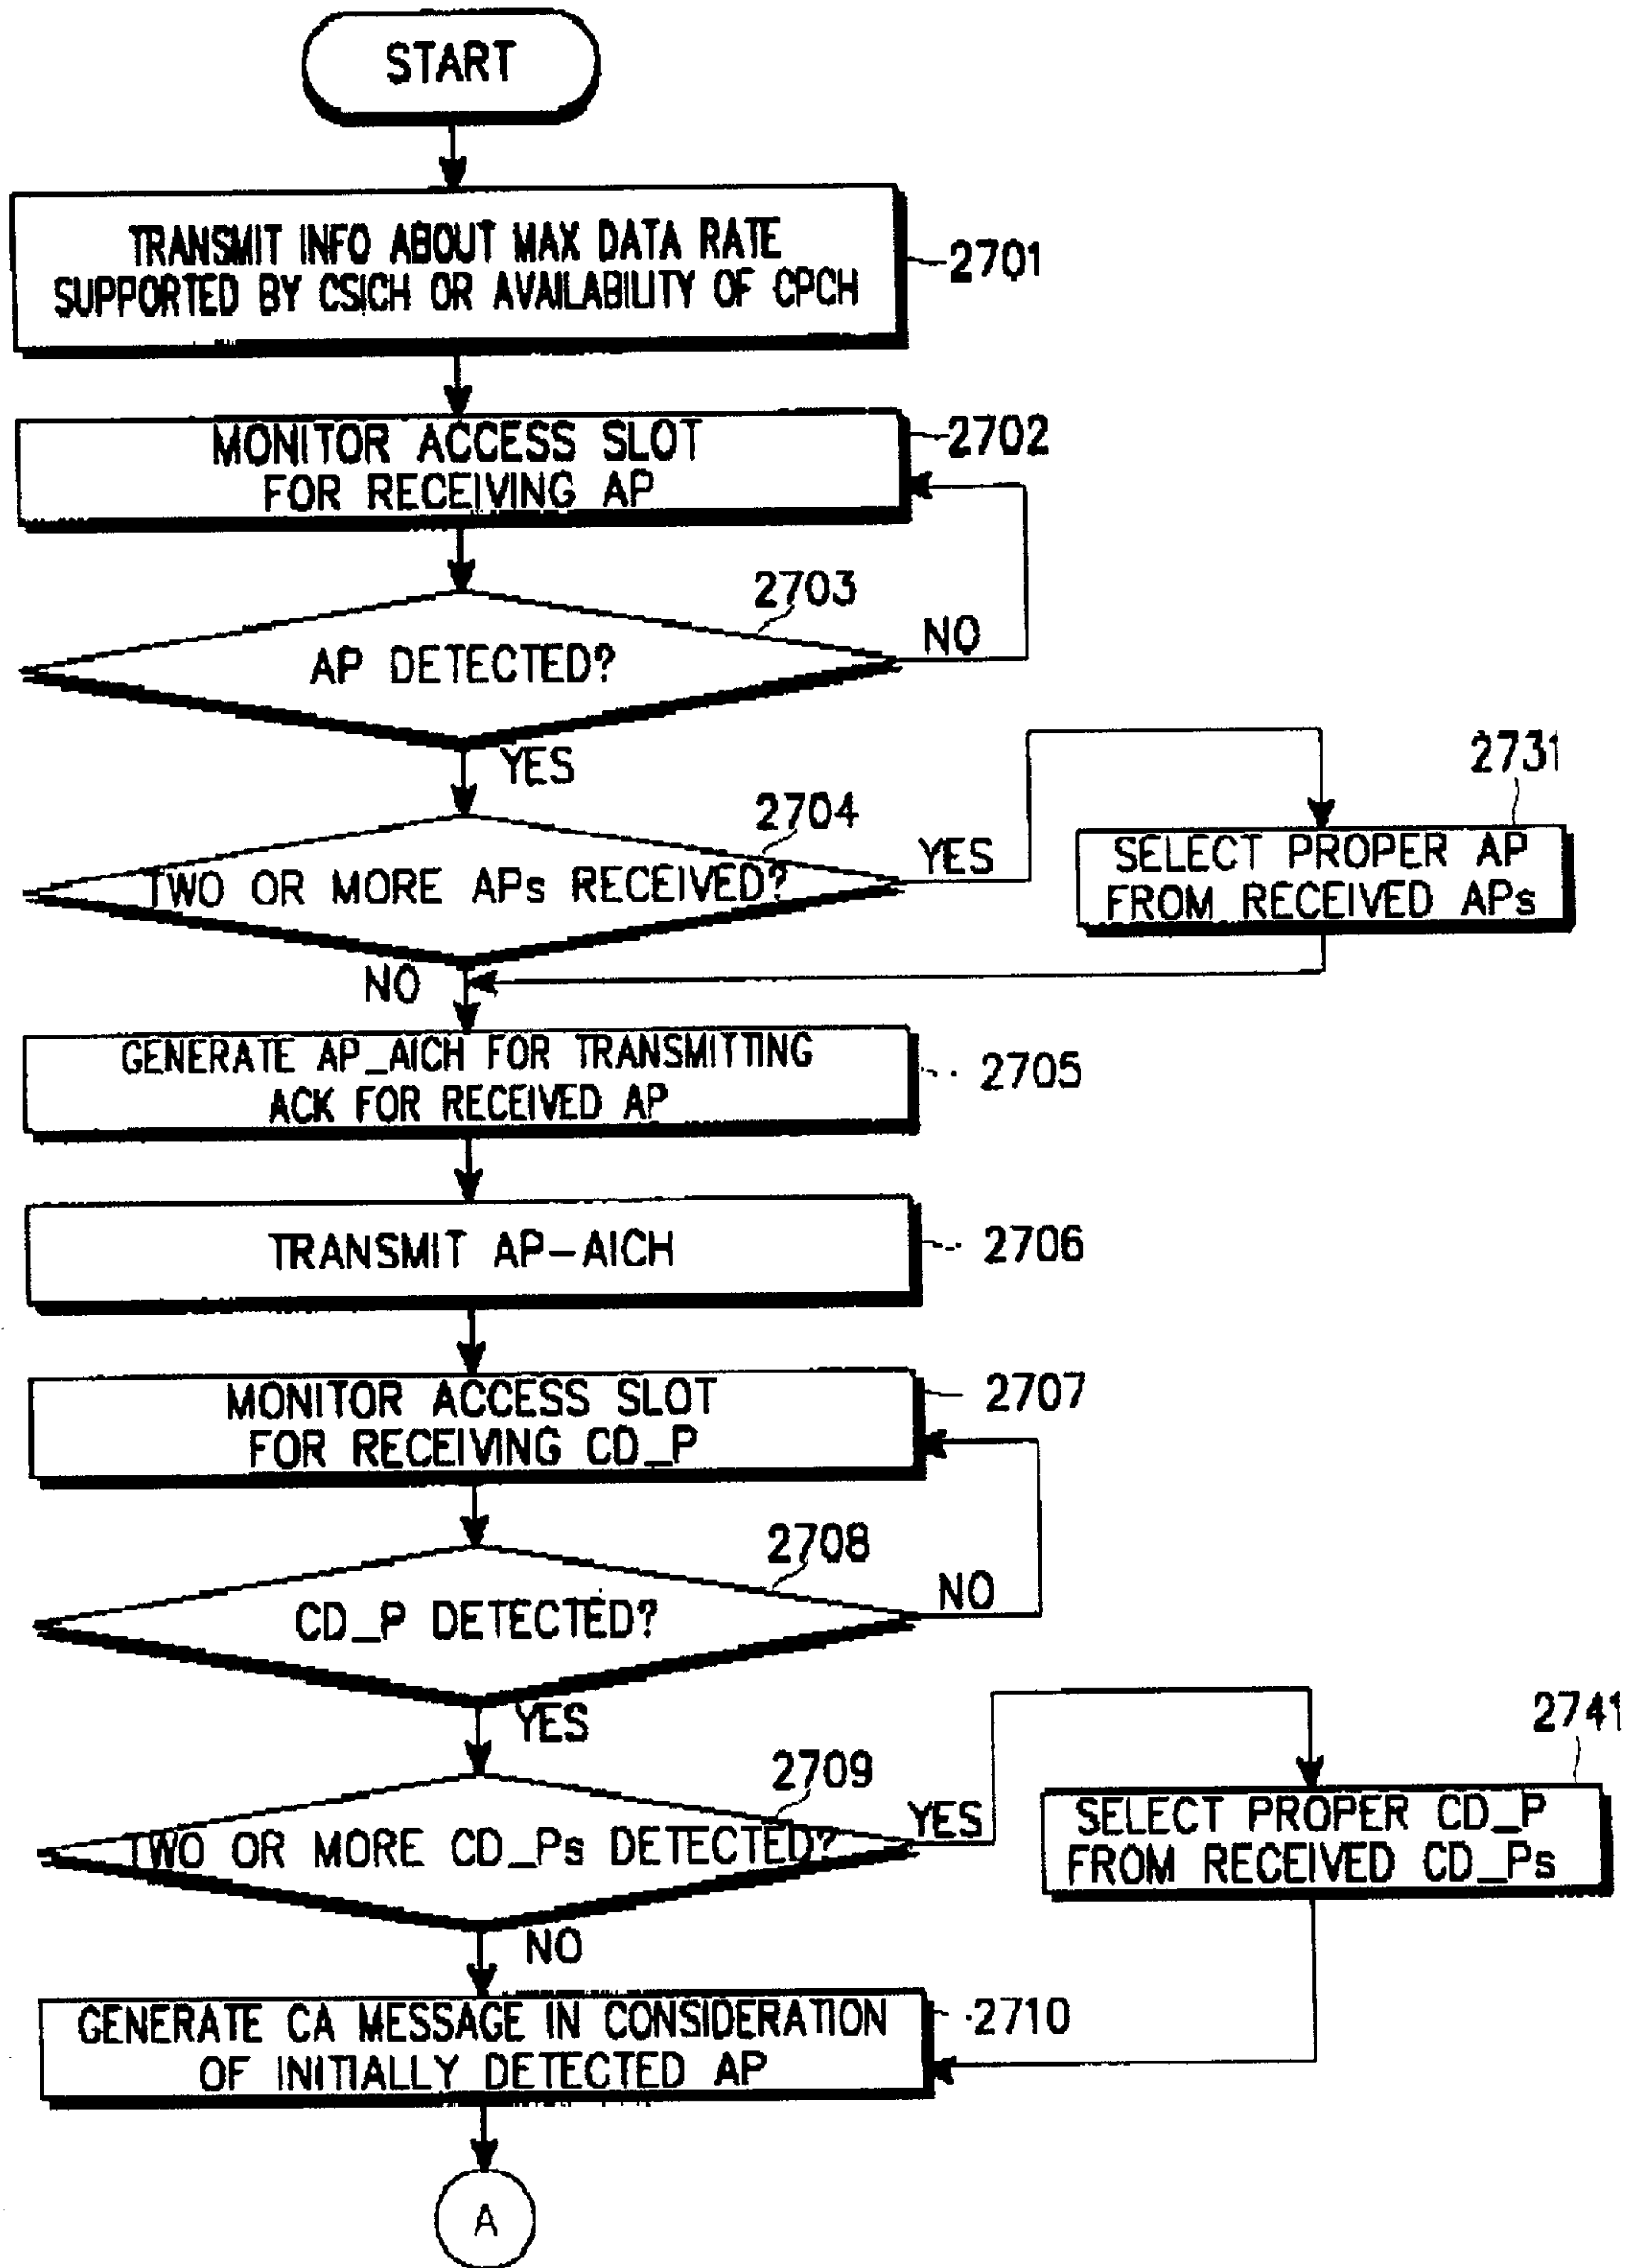 START
TRANSMIT INFO ABOUT MAX DATA RATE
SUPPORTED BY CSICH OR AVAILABILITY OF CPCH
2701
MONITOR ACCESS SLOT
FOR RECEIVING AP
2702
2703
AP DETECTED?
NO
YES
2704
TWO OR MORE APs RECEIVED?
YES
2731
SELECT PROPER AP
FROM RECEIVED APs
NO
GENERATE AP_AICH FOR TRANSMITTING
ACK FOR RECEIVED AP
2705
TRANSMIT AP-AICH
2706
MONITOR ACCESS SLOT
FOR RECEIVING CD_P
2707
2708
CD_P DETECTED?
NO
YES
2709
TWO OR MORE CD_Ps DETECTED?
YES
2741
SELECT PROPER CD_P
FROM RECEIVED CD_Ps
NO
GENERATE CA MESSAGE IN CONSIDERATION
OF INITIALLY DETECTED AP
2710
A